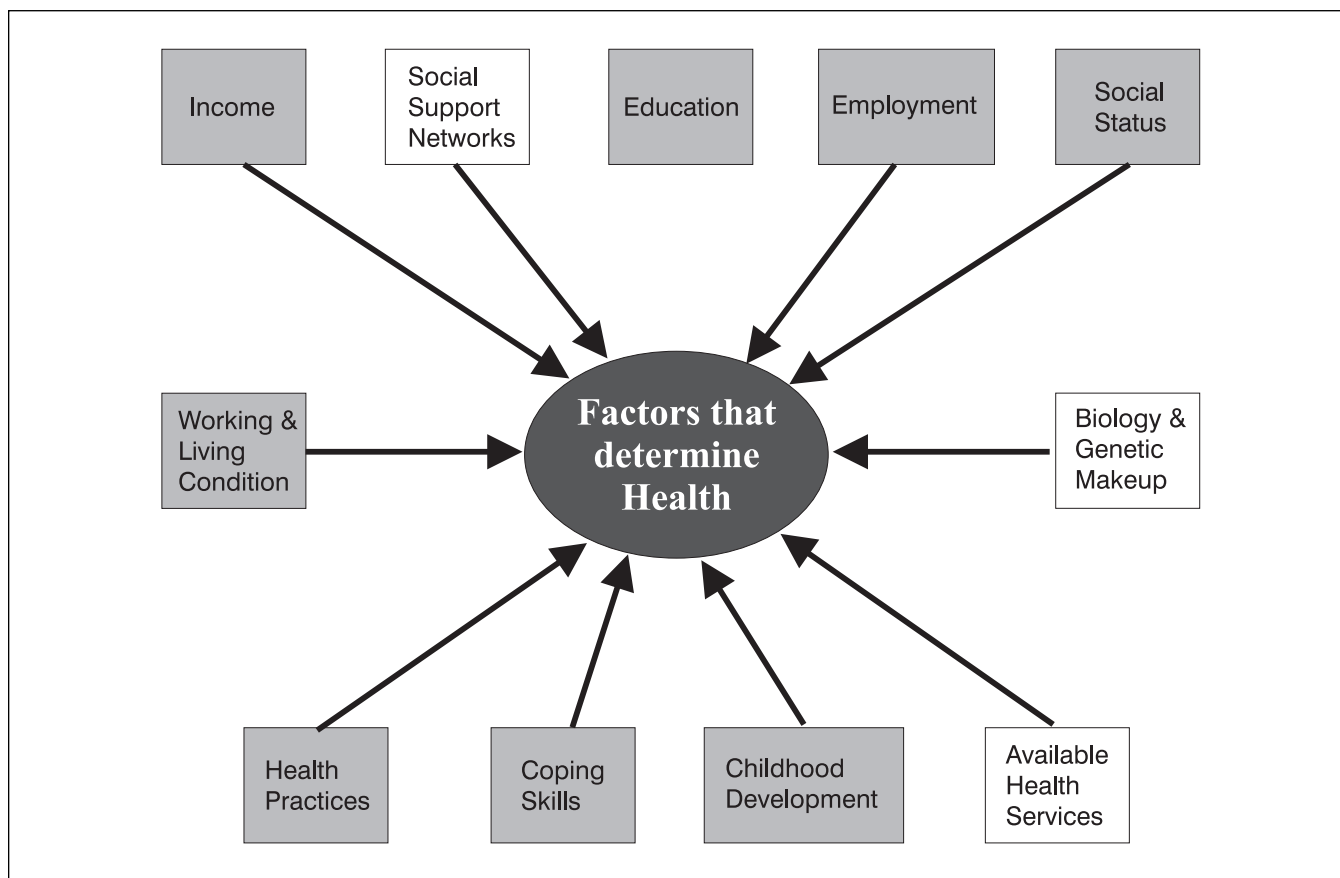 Income
Social
Support
Networks
Education
Employment
Social
Status
Working &
Living
Condition
Factors that
determine
Health
Biology &
Genetic
Makeup
Health
Practices
Coping
Skills
Childhood
Development
Available
Health
Services